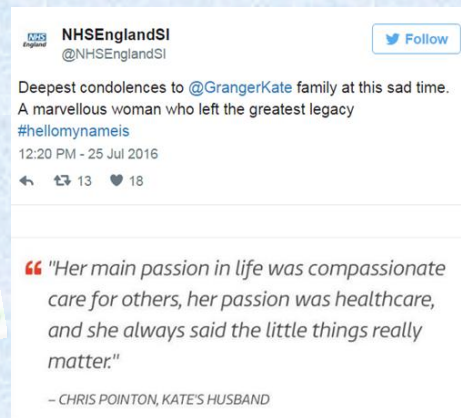 NHS
England
NHSEnglandSI
@NHSEnglandSI
Follow
Deepest condolences to @GrangerKate family at this sad time.
A marvellous woman who left the greatest legacy
#hellomynameis
12:20 PM - 25 Jul 2016
13 18
"Her main passion in life was compassionate
care for others, her passion was healthcare,
and she always said the little things really
matter."
– CHRIS POINTON, KATE'S HUSBAND